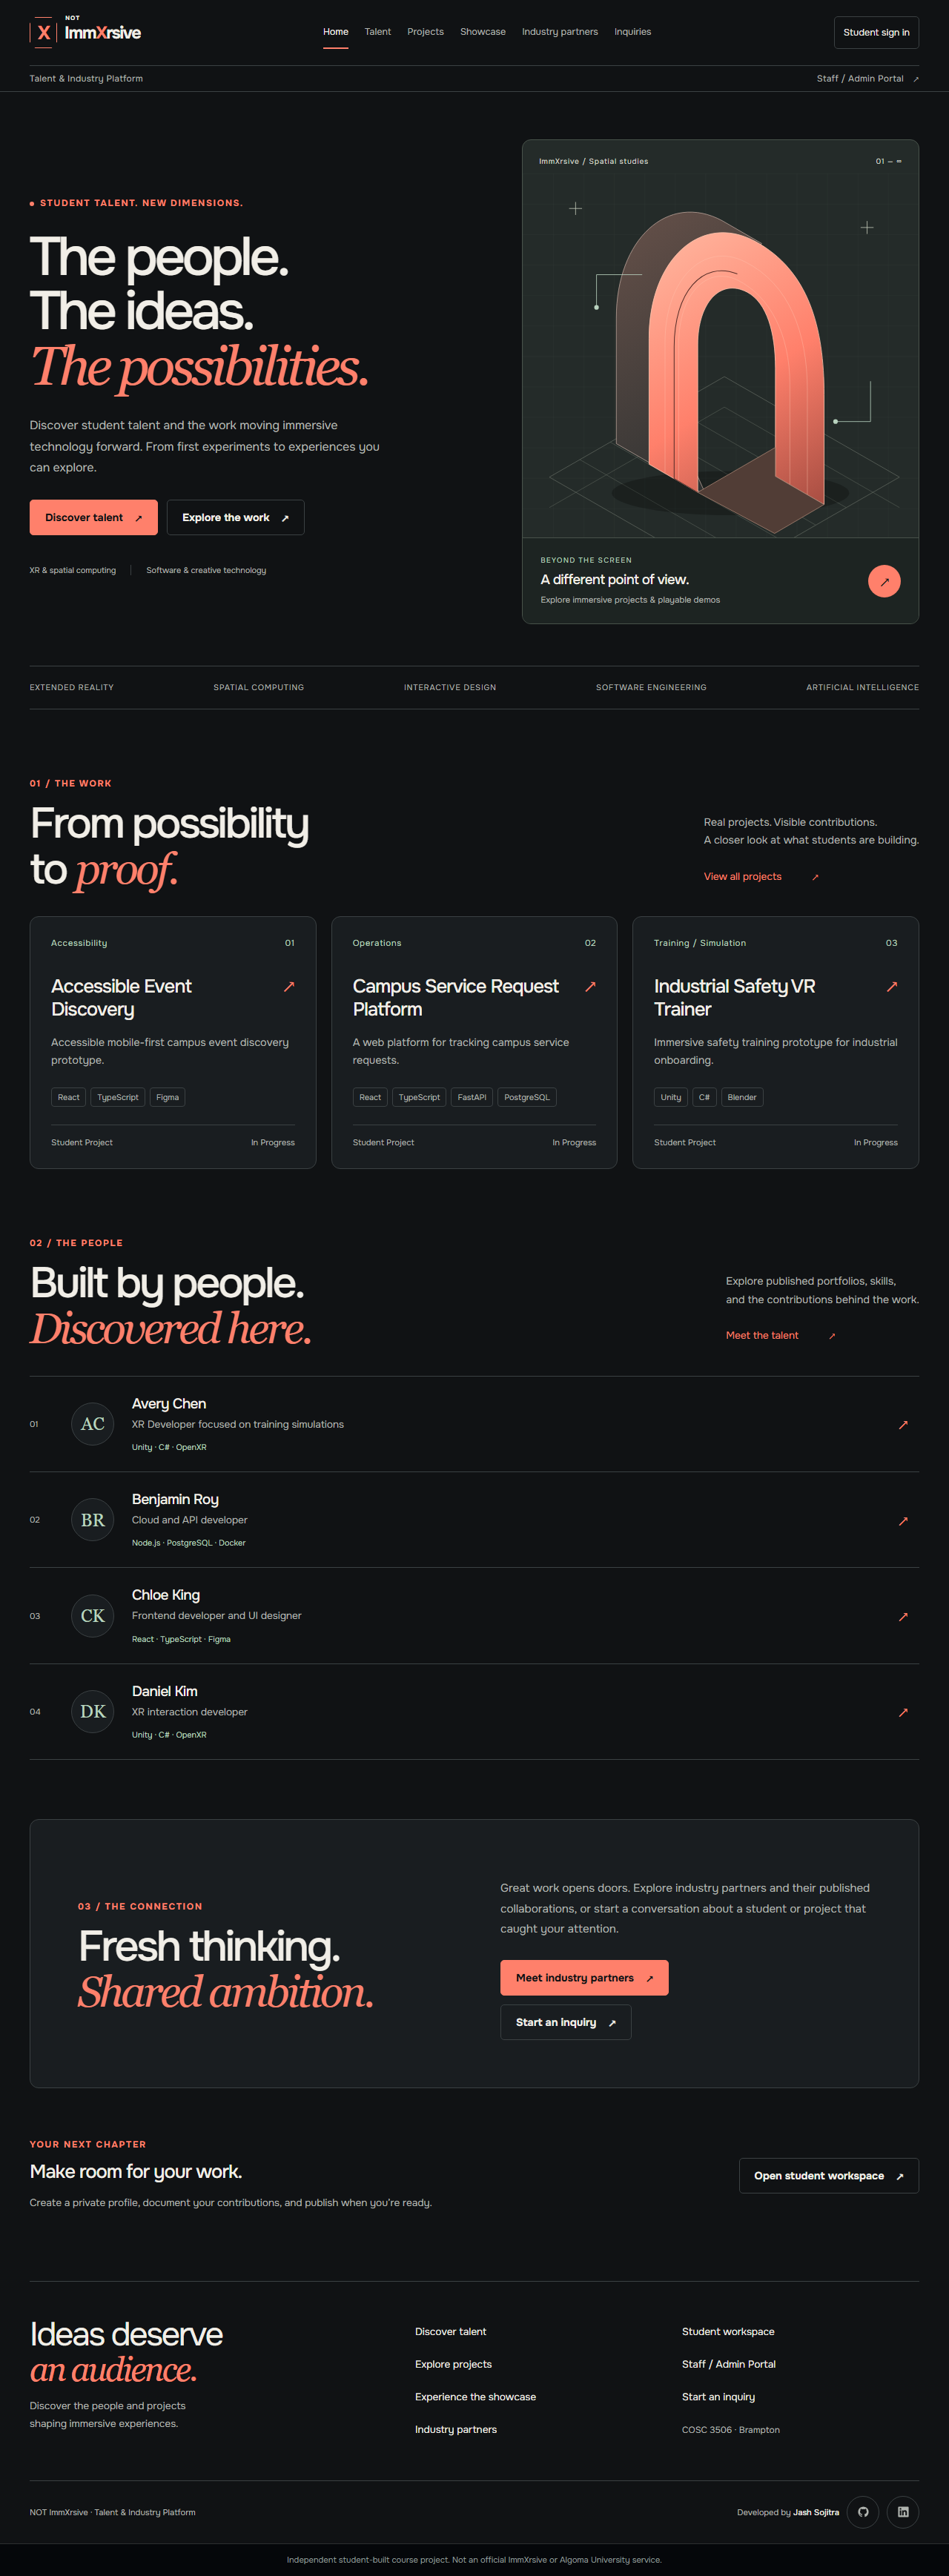 X
NOT
ImmXrsive
Home
Talent
Projects
Showcase
Industry partners
Inquiries
Student sign in
Talent & Industry Platform
Staff / Admin Portal ↗
STUDENT TALENT. NEW DIMENSIONS.
The people.
The ideas.
The possibilities.
Discover student talent and the work moving immersive
technology forward. From first experiments to experiences you
can explore.
Discover talent ↗
Explore the work ↗
XR & spatial computing
Software & creative technology
ImmXrsive / Spatial studies
01 — ∞
BEYOND THE SCREEN
A different point of view.
Explore immersive projects & playable demos
↗
EXTENDED REALITY
SPATIAL COMPUTING
INTERACTIVE DESIGN
SOFTWARE ENGINEERING
ARTIFICIAL INTELLIGENCE
01 / THE WORK
From possibility
to proof.
Real projects. Visible contributions.
A closer look at what students are building.
View all projects ↗
Accessibility
01
Accessible Event ↗
Discovery
Accessible mobile-first campus event discovery
prototype.
React
TypeScript
Figma
Student Project
In Progress
Operations
02
Campus Service Request ↗
Platform
A web platform for tracking campus service
requests.
React
TypeScript
FastAPI
PostgreSQL
Student Project
In Progress
Training / Simulation
03
Industrial Safety VR ↗
Trainer
Immersive safety training prototype for industrial
onboarding.
Unity
C#
Blender
Student Project
In Progress
02 / THE PEOPLE
Built by people.
Discovered here.
Explore published portfolios, skills,
and the contributions behind the work.
Meet the talent ↗
01
AC
Avery Chen
XR Developer focused on training simulations
Unity · C# · OpenXR
↗
02
BR
Benjamin Roy
Cloud and API developer
Node.js · PostgreSQL · Docker
↗
03
CK
Chloe King
Frontend developer and UI designer
React · TypeScript · Figma
↗
04
DK
Daniel Kim
XR interaction developer
Unity · C# · OpenXR
↗
03 / THE CONNECTION
Fresh thinking.
Shared ambition.
Great work opens doors. Explore industry partners and their published
collaborations, or start a conversation about a student or project that
caught your attention.
Meet industry partners ↗
Start an inquiry ↗
YOUR NEXT CHAPTER
Make room for your work.
Create a private profile, document your contributions, and publish when you're ready.
Open student workspace ↗
Ideas deserve
an audience.
Discover the people and projects
shaping immersive experiences.
Discover talent
Explore projects
Experience the showcase
Industry partners
Student workspace
Staff / Admin Portal
Start an inquiry
COSC 3506 · Brampton
NOT ImmXrsive · Talent & Industry Platform
Developed by Jash Sojitra
Independent student-built course project. Not an official ImmXrsive or Algoma University service.